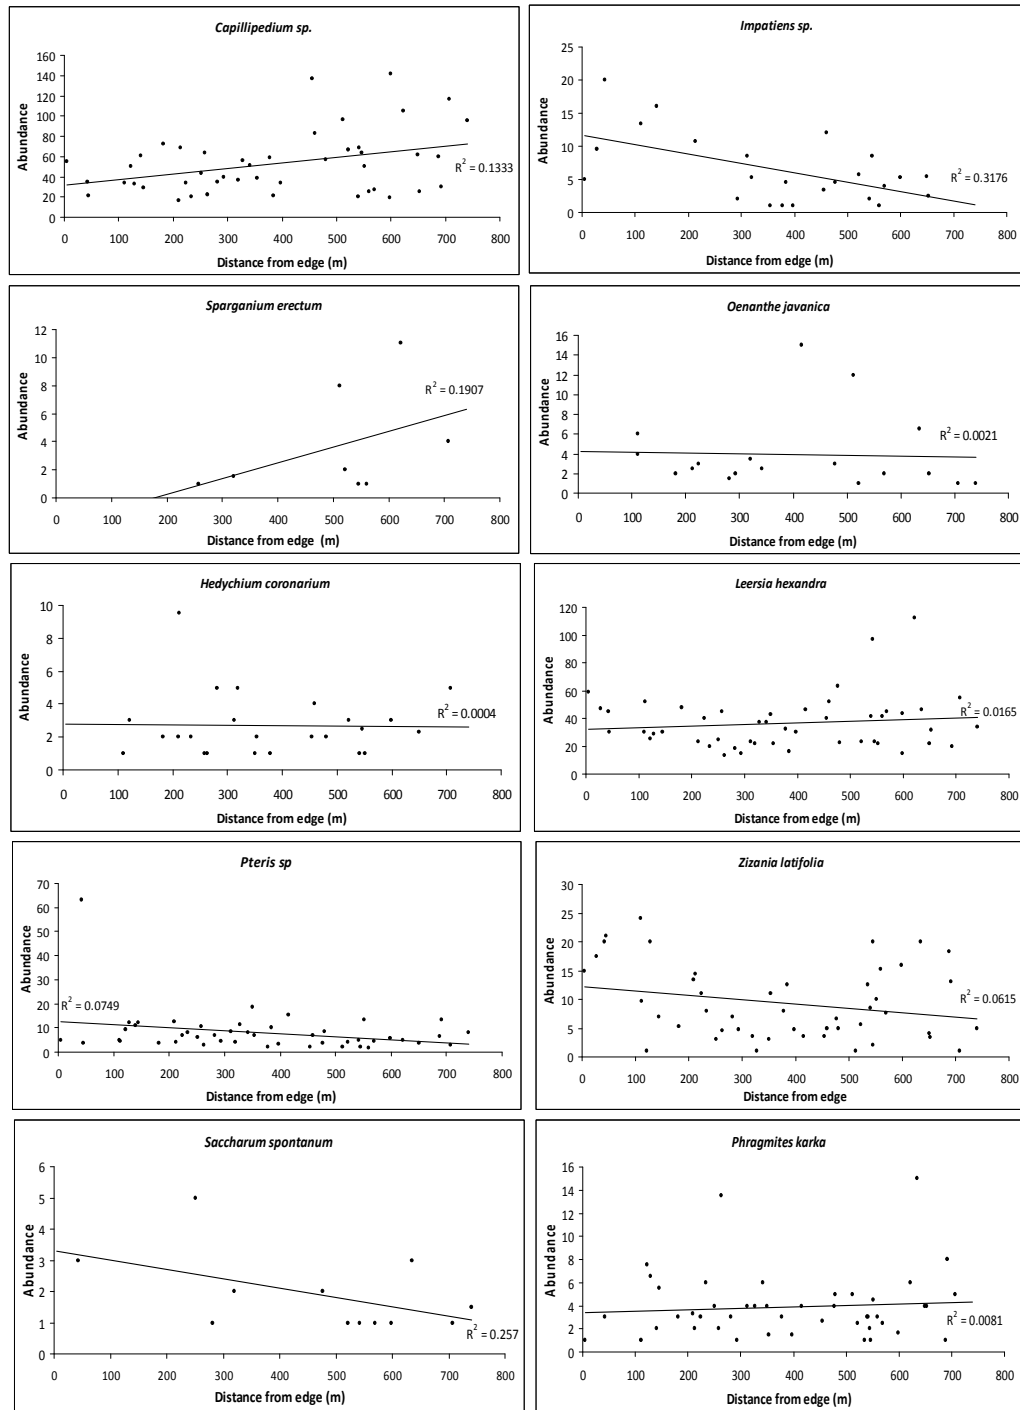 Capillipedium sp.
Abundance
160
140
120
100
80
60
40
20
0
R² = 0.1333
0 100 200 300 400 500 600 700 800
Distance from edge (m)
Impatiens sp.
Abundance
25
20
15
10
5
0
R² = 0.3176
0 100 200 300 400 500 600 700 800
Distance from edge (m)
Sparganium erectum
Abundance
12
10
8
6
4
2
0
R² = 0.1907
0 100 200 300 400 500 600 700 800
Distance from edge (m)
Oenanthe javanica
Abundance
16
14
12
10
8
6
4
2
0
R² = 0.0021
0 100 200 300 400 500 600 700 800
Distance from edge (m)
Hedychium coronarium
Abundance
10
8
6
4
2
0
R² = 0.0004
0 100 200 300 400 500 600 700 800
Distance from edge (m)
Leersia hexandra
Abundance
120
100
80
60
40
20
0
R² = 0.0165
0 100 200 300 400 500 600 700 800
Distance from edge (m)
Pteris sp
Abundance
70
60
50
40
30
20
10
0
R² = 0.0749
0 100 200 300 400 500 600 700 800
Distance from edge (m)
Zizania latifolia
Abundance
30
25
20
15
10
5
0
R² = 0.0615
0 100 200 300 400 500 600 700 800
Distance from edge
Saccharum spontanum
Abundance
6
5
4
3
2
1
0
R² = 0.257
0 100 200 300 400 500 600 700 800
Distance from edge (m)
Phragmites karka
Abundance
16
14
12
10
8
6
4
2
0
R² = 0.0081
0 100 200 300 400 500 600 700 800
Distance from edge (m)